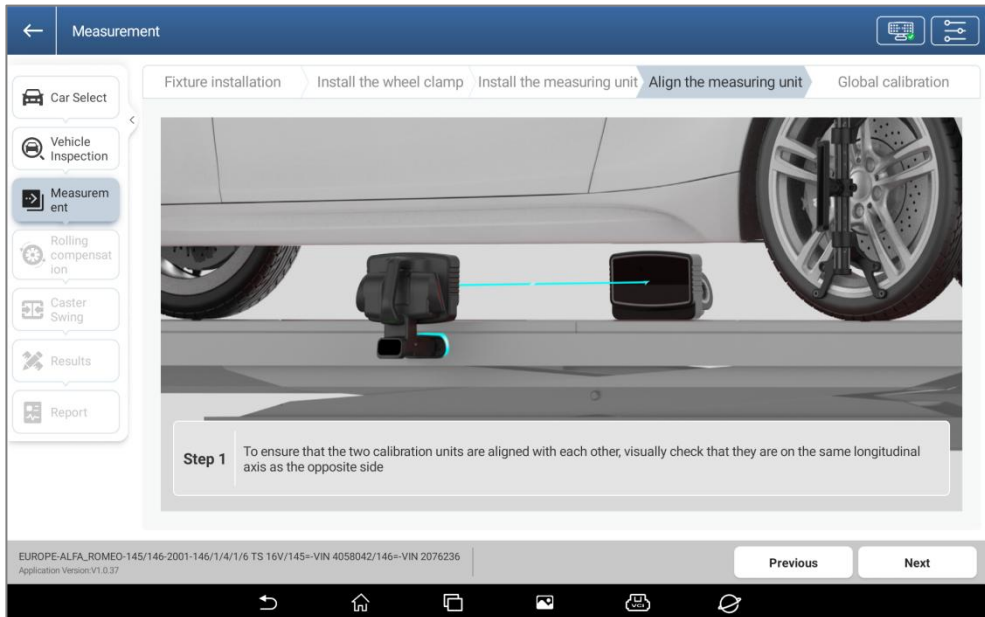 Measurement
Car Select
Vehicle
Inspection
Measurem
ent
Rolling
compensat
ion
Caster
Swing
Results
Report
Fixture installation
Install the wheel clamp
Install the measuring unit
Align the measuring unit
Global calibration
Step 1
To ensure that the two calibration units are aligned with each other, visually check that they are on the same longitudinal
axis as the opposite side
EUROPE-ALFA_ROMEO-145/146-2001-146/1/4/1/6 TS 16V/145=-VIN 4058042/146=-VIN 2076236
Application Version:V1.0.37
Previous
Next
VCI